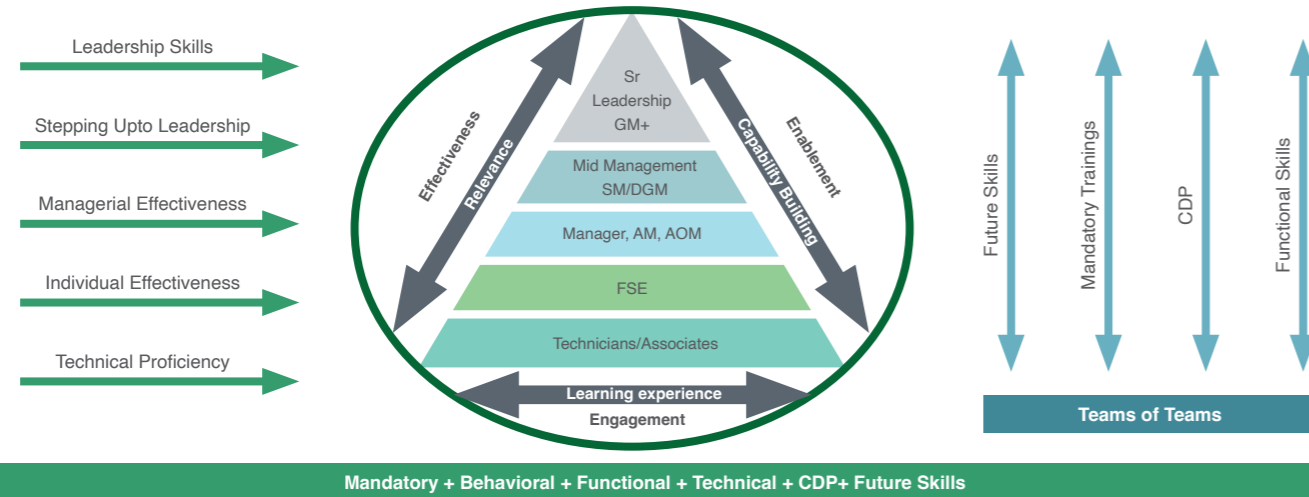 Leadership Skills
Stepping Upto Leadership
Managerial Effectiveness
Individual Effectiveness
Technical Proficiency
Effectiveness
Relevance
Sr
Leadership
GM+
Mid Management
SM/DGM
Manager, AM, AOM
FSE
Technicians/Associates
Capability Building
Enablement
Learning experience
Engagement
Future Skills
Mandatory Trainings
CDP
Functional Skills
Teams of Teams
Mandatory + Behavioral + Functional + Technical + CDP+ Future Skills